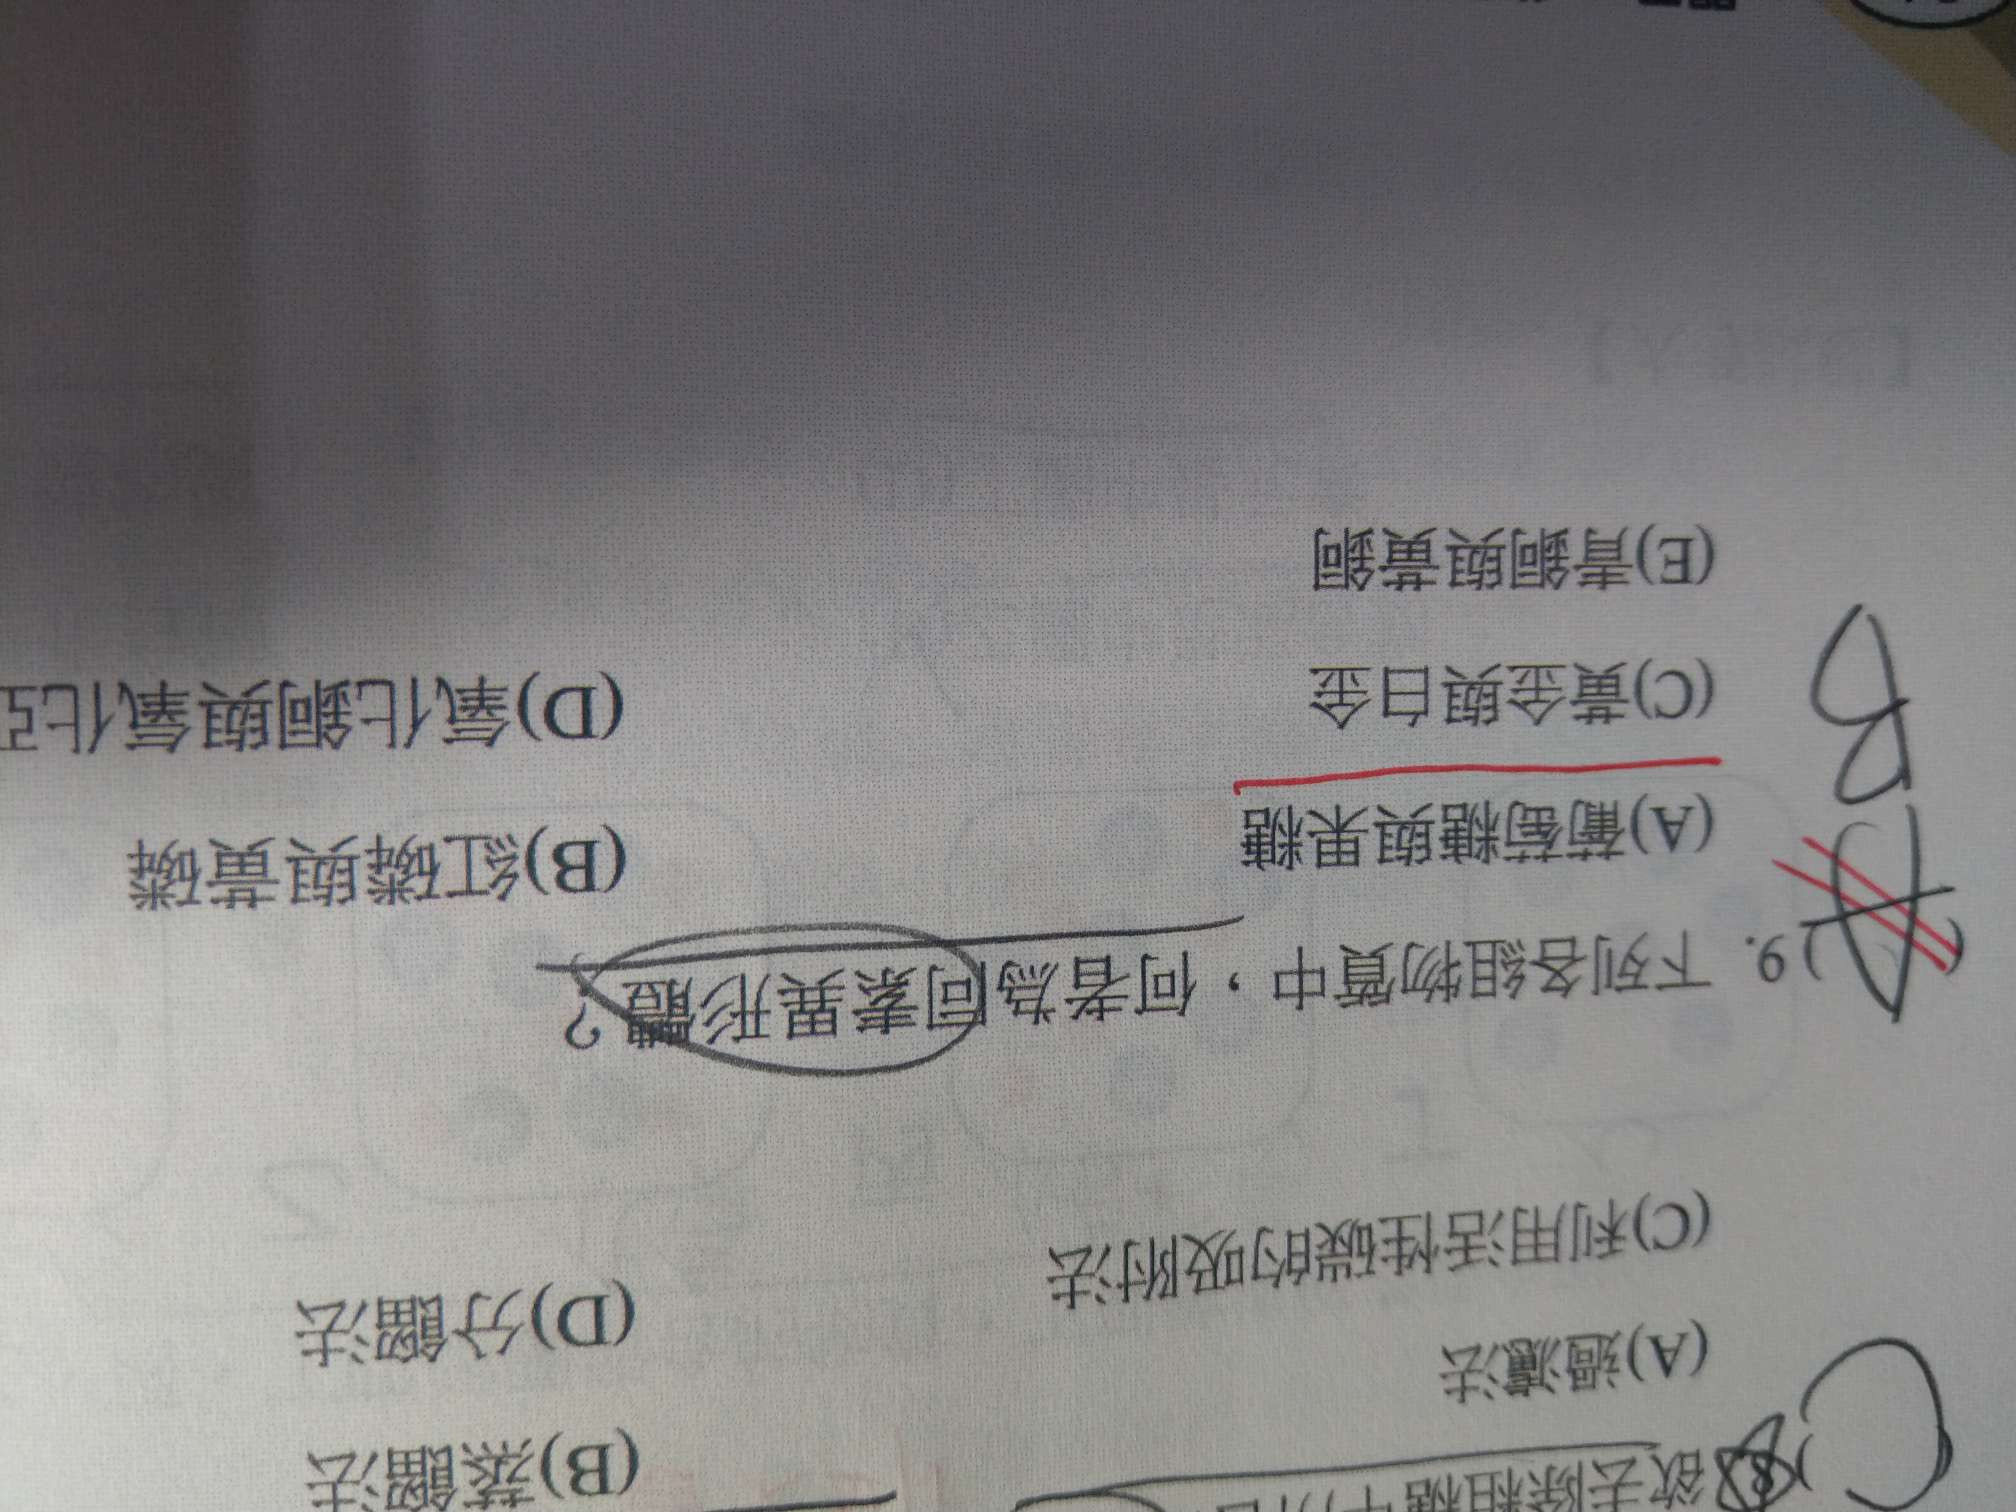 欲去除粗糖中
(A)過濾法
(B)蒸餾法
(C)利用活性碳的吸附法
(D)分餾法
C
19. 下列各組物質中，何者為同素異形體？
A
B
(A)葡萄糖與果糖
(B)紅磷與黃磷
(C)黃金與白金
(D)氧化銅與氧化
(E)青銅與黃銅